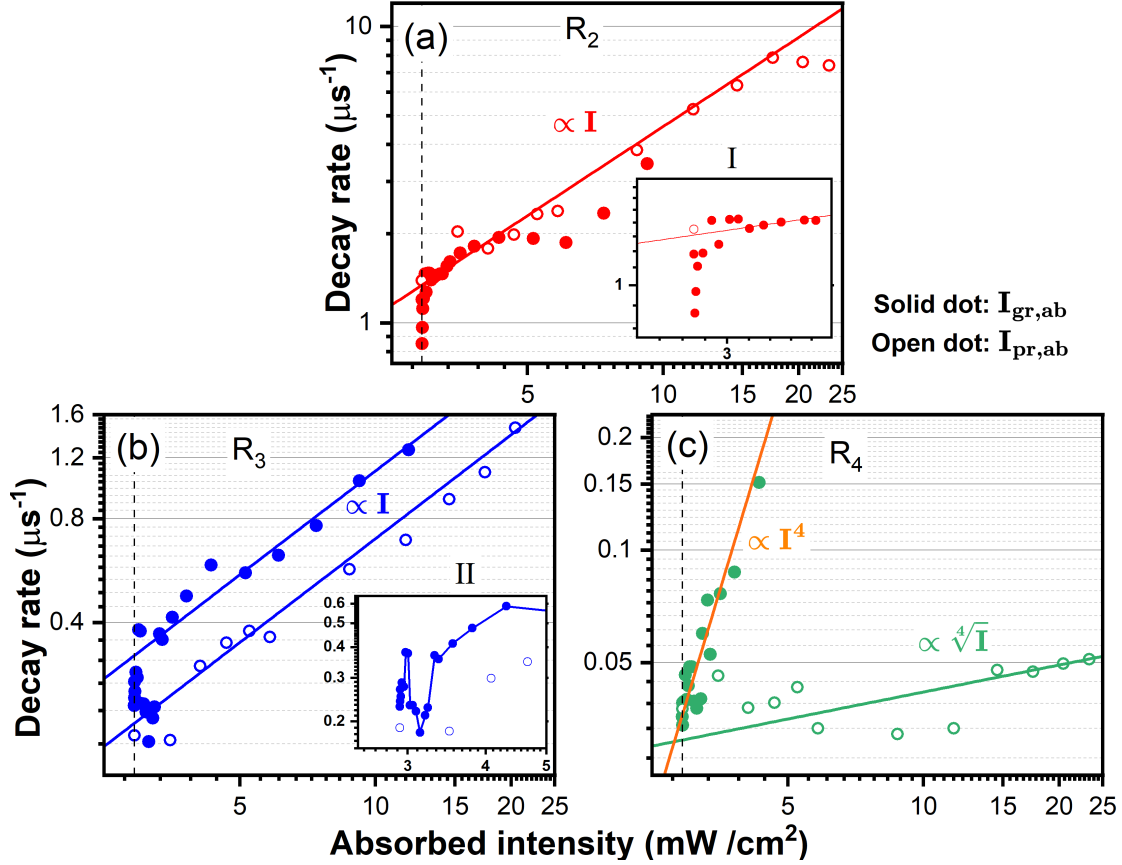 (a)
R2
10
1
Decay rate (μs-1)
∝ I
I
1
3
5
10
15
20
25
Solid dot: Igr,ab
Open dot: Ipr,ab
(b)
R3
1.6
1.2
0.8
0.4
Decay rate (μs-1)
∝ I
II
0.6
0.5
0.4
0.3
0.2
3
4
5
5
10
15
20
25
(c)
R4
0.2
0.15
0.1
0.05
∝ I4
∝ ∜I
5
10
15
20
25
Absorbed intensity (mW /cm2)